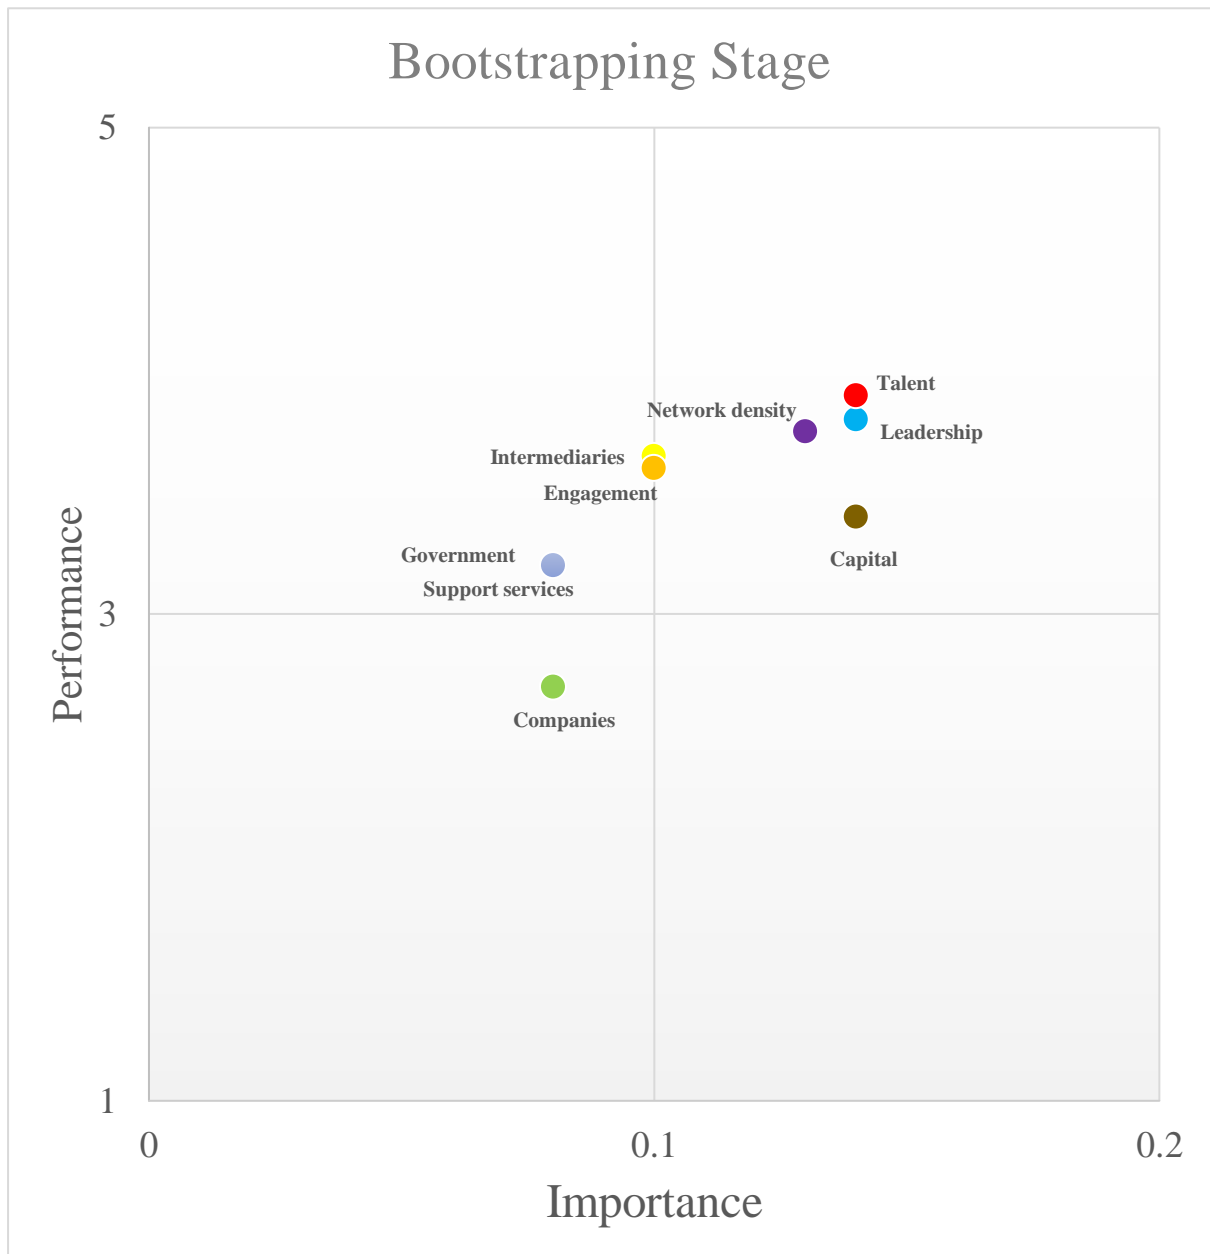 Bootstrapping Stage
5
Talent
Network density
Leadership
Intermediaries
Engagement
Government
Capital
Support services
3
Performance
Companies
1
0
0.1
0.2
Importance